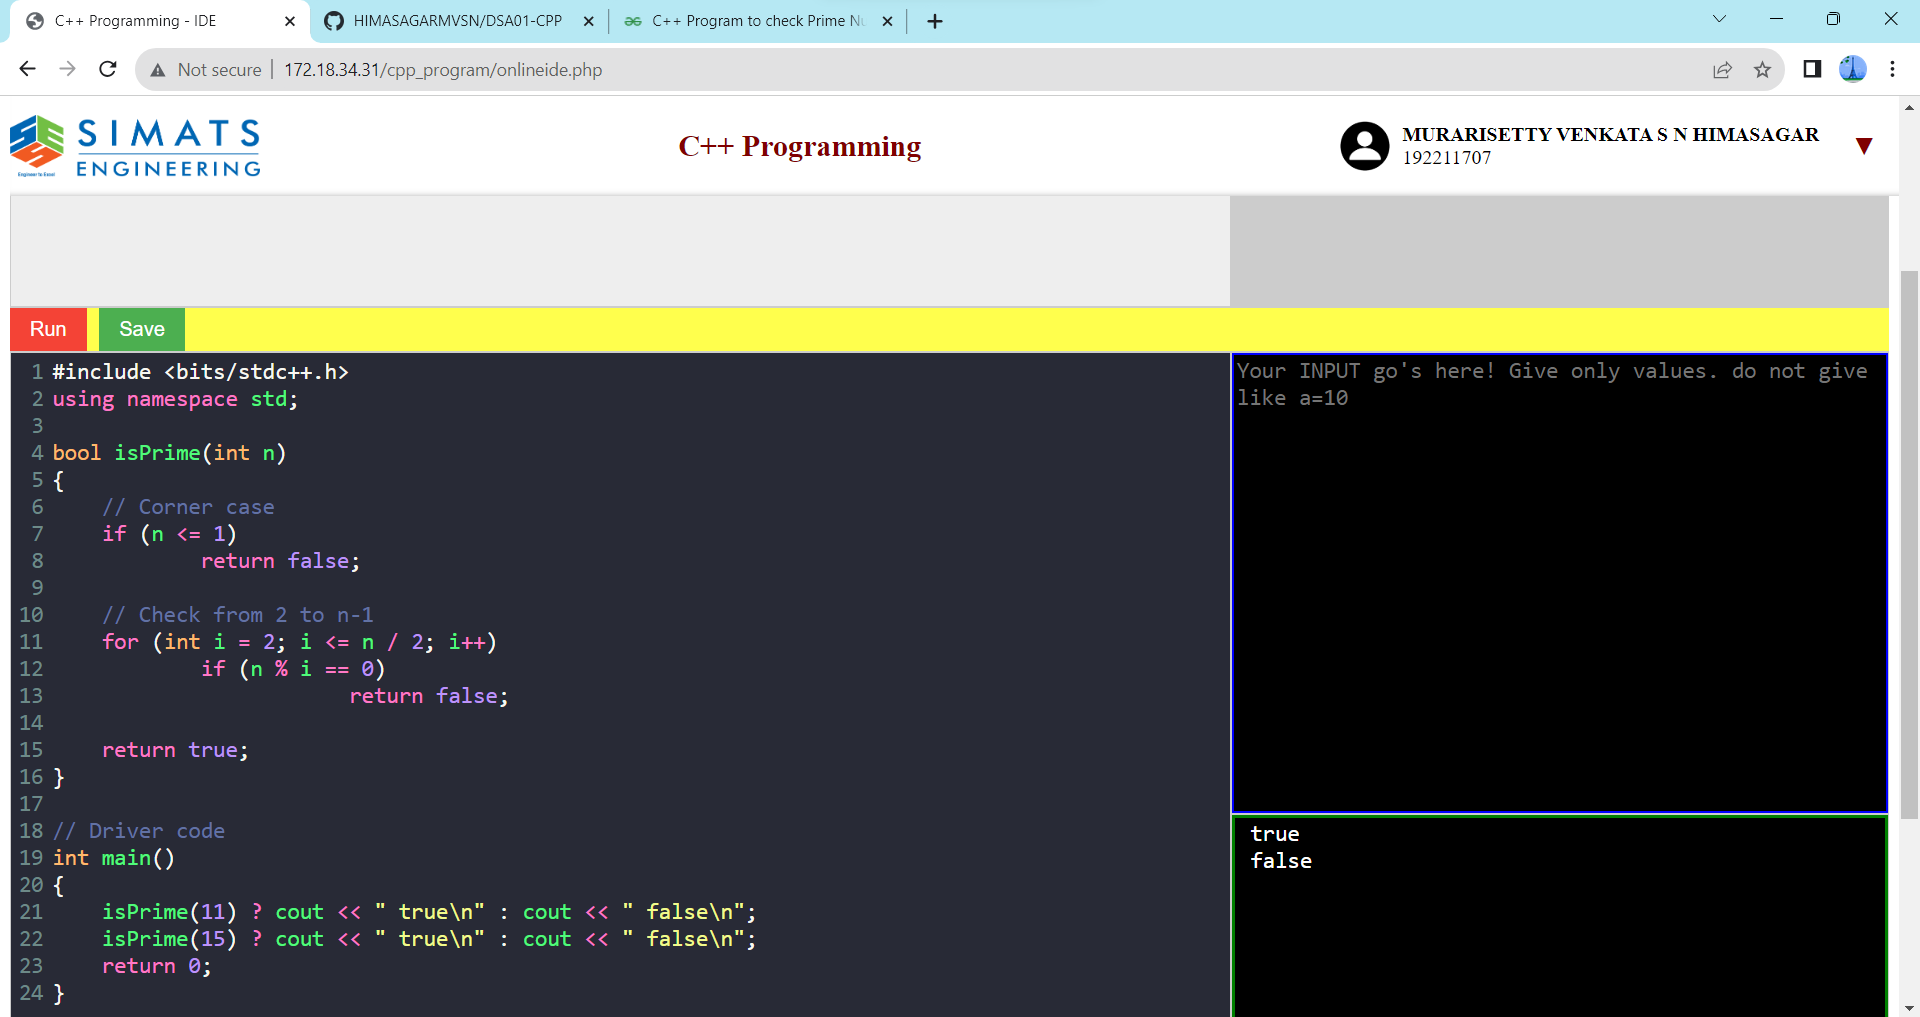 C++ Programming - IDE
HIMASAGARMVSN/DSA01-CPP
C++ Program to check Prime Nu
Not secure | 172.18.34.31/cpp_program/onlineide.php
SIMATS
ENGINEERING
Engineer to Excel
C++ Programming
MURARISETTY VENKATA S N HIMASAGAR
192211707
Run Save
1 #include <bits/stdc++.h>
2 using namespace std;
3
4 bool isPrime(int n)
5 {
6     // Corner case
7     if (n <= 1)
8             return false;
9
10     // Check from 2 to n-1
11     for (int i = 2; i <= n / 2; i++)
12             if (n % i == 0)
13                         return false;
14
15     return true;
16 }
17
18 // Driver code
19 int main()
20 {
21     isPrime(11) ? cout << " true\n" : cout << " false\n";
22     isPrime(15) ? cout << " true\n" : cout << " false\n";
23     return 0;
24 }
Your INPUT go's here! Give only values. do not give
like a=10
true
false